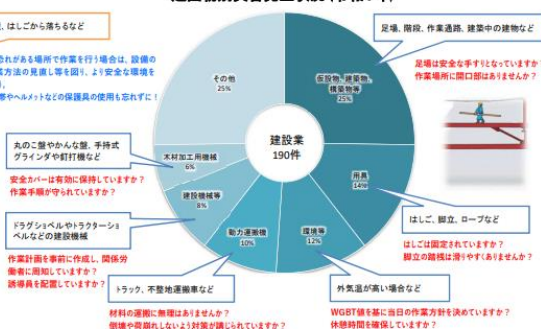 、はしごから落ちるなど
足場、階段、作業通路、建築中の建物など
恐れがある場所で作業を行う場合は、設備の
業方法の見直し等を図り、より安全な環境を
帯やヘルメットなどの保護具の使用も忘れずに！
足場は安全な手すりとなっていますか
作業場所に開口部はありませんか？
その他
25%
仮設物、建築物、
構築物等
25%
建設業
190件
丸のこ盤やかんな盤、手持式
グラインダや釘打機など
木材加工用機械
6%
用具
14%
安全カバーは有効に保持していますか？
作業手順が守られていますか？
建設機械等
8%
ドラグショベルやトラクターショ
ベルなどの建設機械
はしご、脚立、ロープなど
動力運搬機
10%
環境等
12%
はしごは固定されていますか？
脚立の踏桟は滑りやすくありませんか？
作業計画を事前に作成し、関係労
働者に周知していますか？
誘導員を配置していますか？
トラック、不整地運搬車など
外気温が高い場合など
材料の運搬に無理はありませんか？
倒壊や荷崩れしないよう対策が講じられていますか？
WGBT値を基に当日の作業方針を決めていますか？
休憩時間を確保していますか？